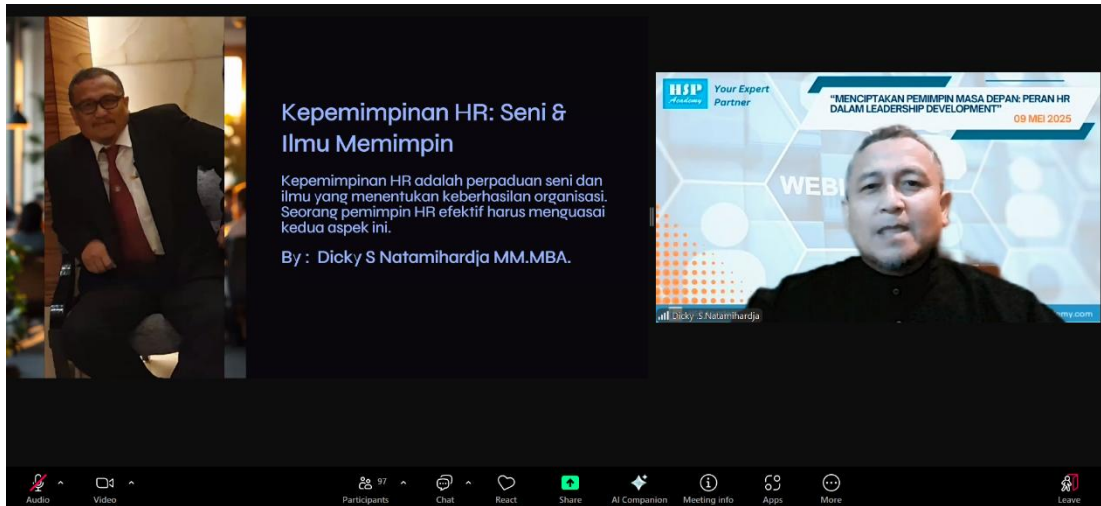 Kepemimpinan HR: Seni &
Ilmu Memimpin
Kepemimpinan HR adalah perpaduan seni dan
ilmu yang menentukan keberhasilan organisasi.
Seorang pemimpin HR efektif harus menguasai
kedua aspek ini.
By : Dicky S Natamihardja MM.MBA.
HSP
Academy
Your Expert
Partner
"MENCIPTAKAN PEMIMPIN MASA DEPAN: PERAN HR
DALAM LEADERSHIP DEVELOPMENT"
09 MEI 2025
WEBI
Dicky S.Natamihardja
my.com
97
Audio
Video
Participants
Chat
React
Share
AI Companion
Meeting info
Apps
More
Leave